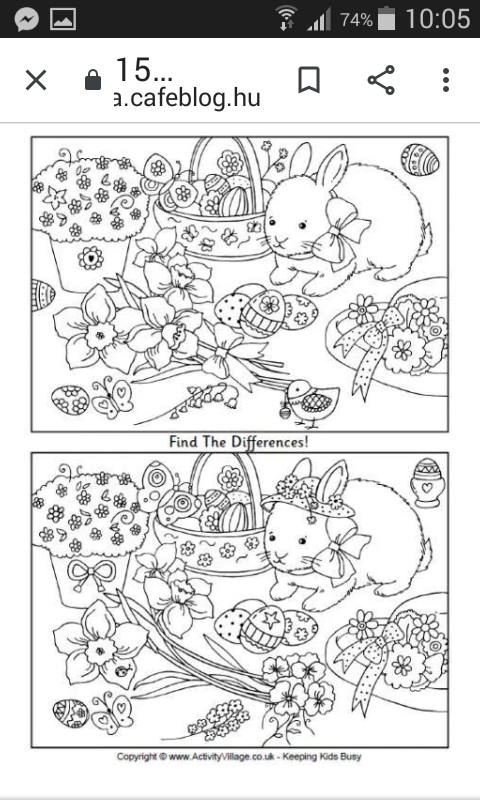 74% 10:05
15...
a.cafeblog.hu
Find The Differences!
Copyright © www.ActivityVillage.co.uk - Keeping Kids Busy